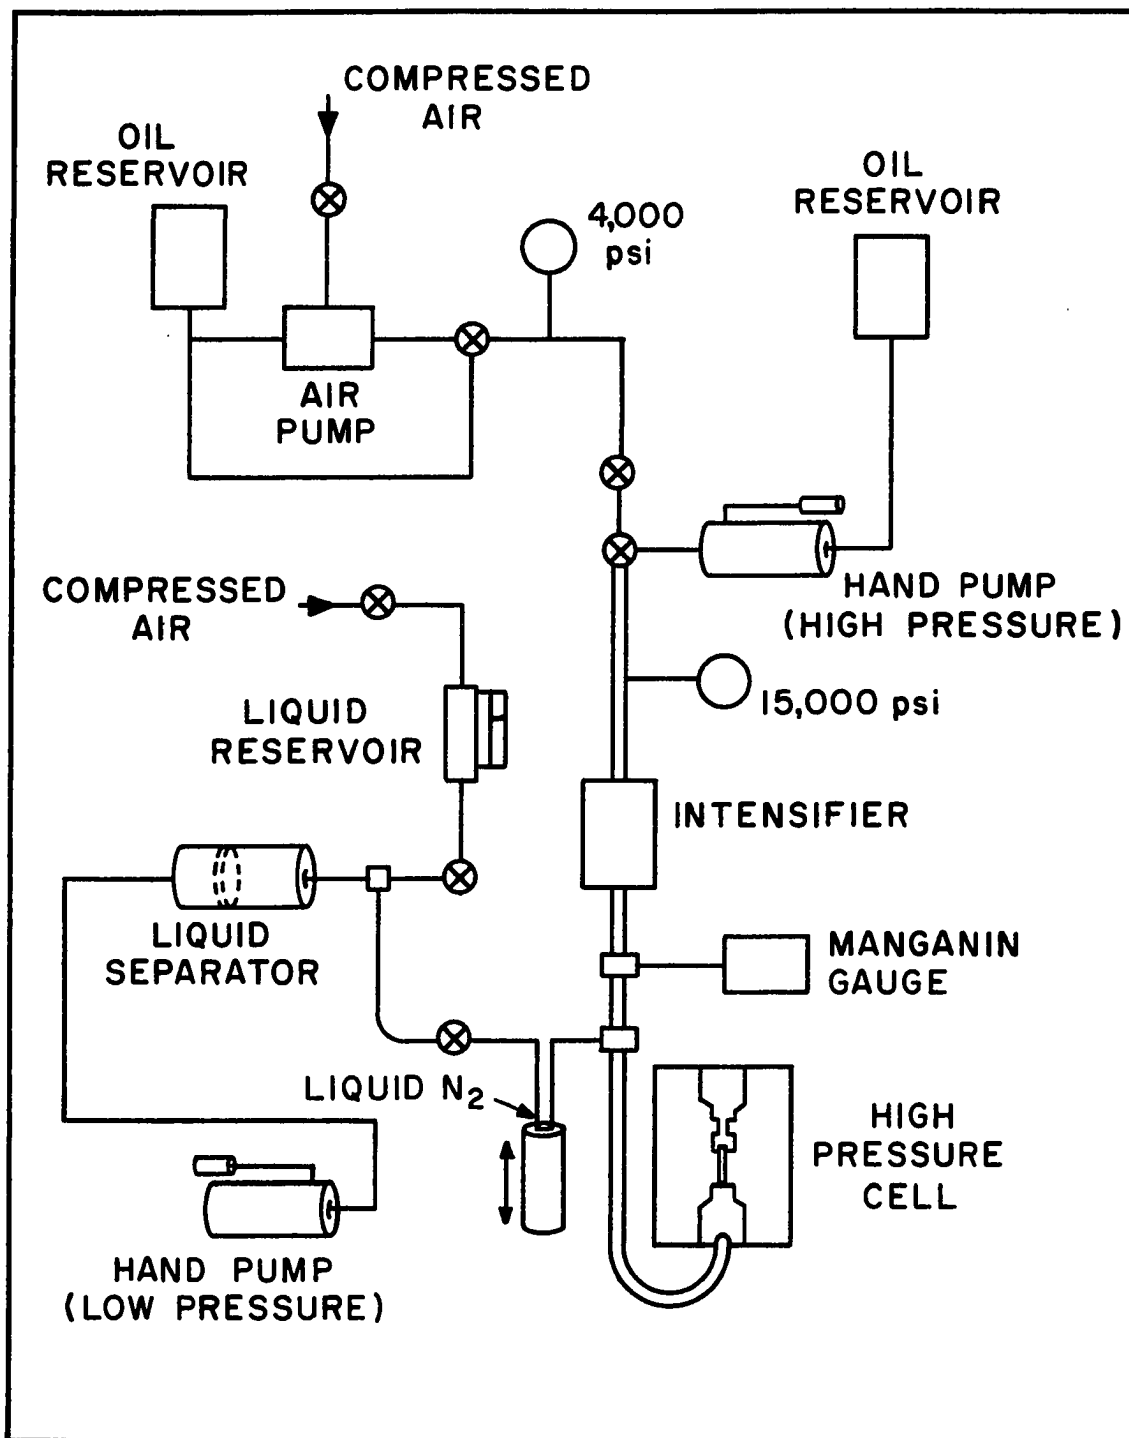 COMPRESSED
AIR
OIL
RESERVOIR
OIL
RESERVOIR
4,000
psi
AIR
PUMP
COMPRESSED
AIR
HAND PUMP
(HIGH PRESSURE)
LIQUID
RESERVOIR
15,000 psi
INTENSIFIER
LIQUID
SEPARATOR
MANGANIN
GAUGE
LIQUID N2
HIGH
PRESSURE
CELL
HAND PUMP
(LOW PRESSURE)